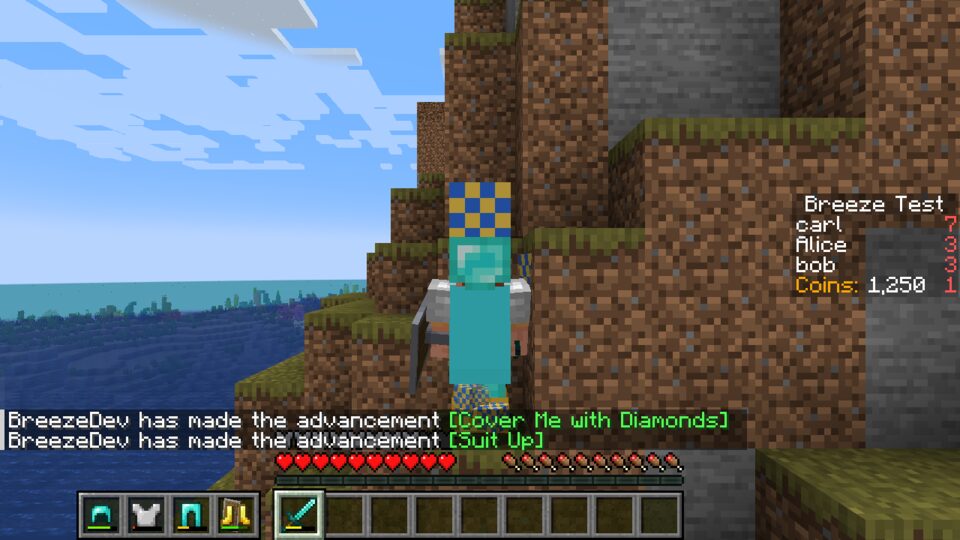 Breeze Test
carl 7
Alice 3
bob 3
Coins: 1,250 1
BreezeDev has made the advancement [Cover Me with Diamonds]
BreezeDev has made the advancement [Suit Up]